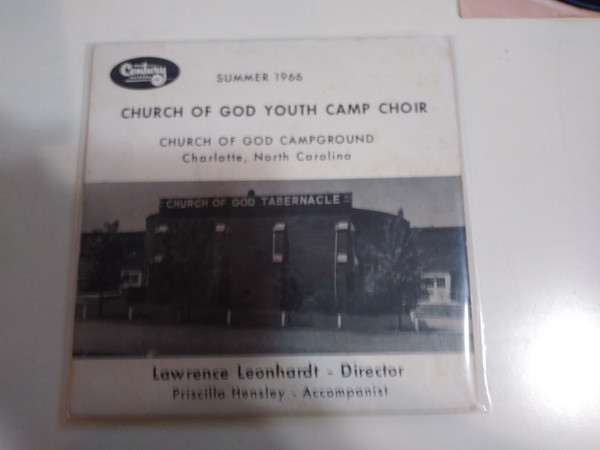 Century
SUMMER 1966
CHURCH OF GOD YOUTH CAMP CHOIR
CHURCH OF GOD CAMPGROUND
Charlotte, North Carolina
CHURCH OF GOD TABERNACLE
Lawrence Leonhardt - Director
Priscilla Hensley - Accompanist